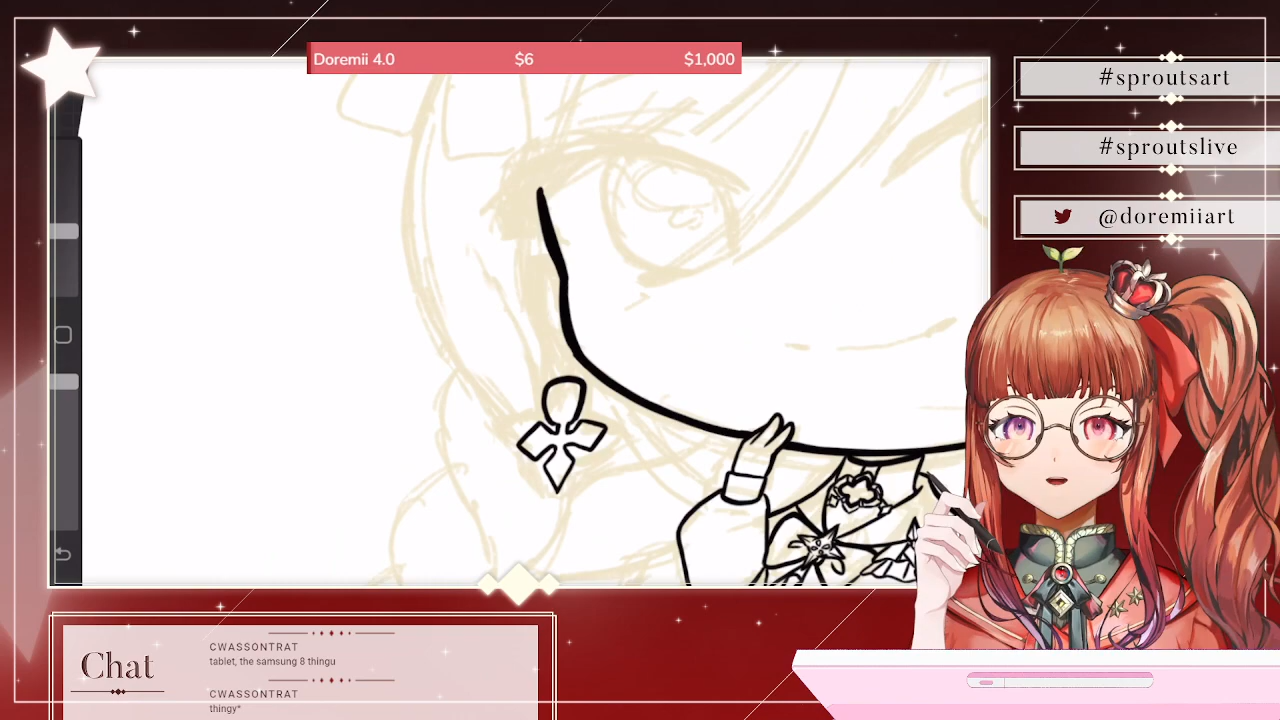 Doremii 4.0 $6 $1,000
#sproutsart
#sproutslive
@doremiiart
Chat
CWASSONTRAT
tablet, the samsung 8 thingu
CWASSONTRAT
thingy*